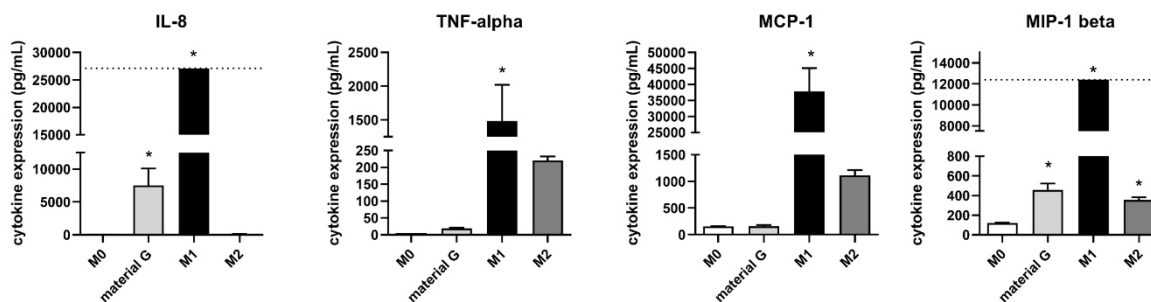 IL-8
cytokine expression (pg/mL)
30000
25000
20000
15000
10000
5000
0
*
*
M0
material G
M1
M2
TNF-alpha
cytokine expression (pg/mL)
2500
2000
1500
250
200
150
100
50
0
*
M0
material G
M1
M2
MCP-1
cytokine expression (pg/mL)
50000
45000
40000
35000
30000
25000
1500
1000
500
0
*
M0
material G
M1
M2
MIP-1 beta
cytokine expression (pg/mL)
14000
12000
10000
8000
800
600
400
200
0
*
*
*
M0
material G
M1
M2